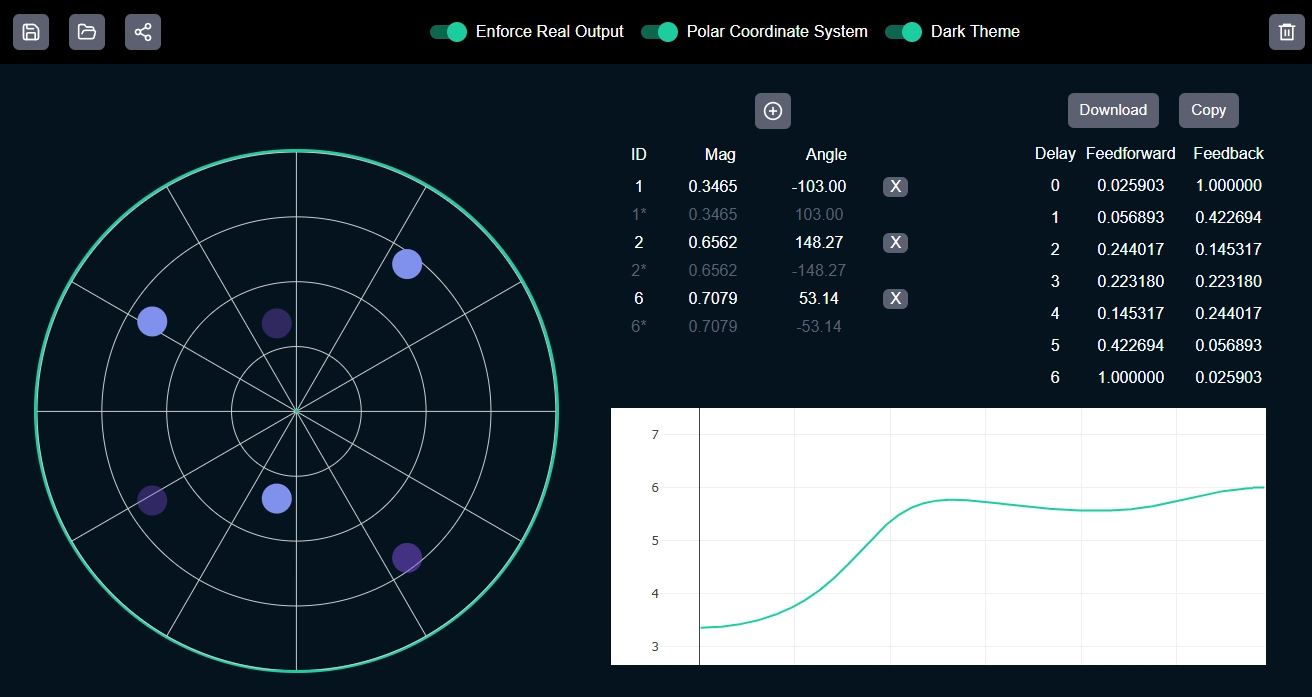 Enforce Real Output Polar Coordinate System Dark Theme
Download Copy
ID Mag Angle
1 0.3465 -103.00 X
1* 0.3465 103.00
2 0.6562 148.27 X
2* 0.6562 -148.27
6 0.7079 53.14 X
6* 0.7079 -53.14
Delay Feedforward Feedback
0 0.025903 1.000000
1 0.056893 0.422694
2 0.244017 0.145317
3 0.223180 0.223180
4 0.145317 0.244017
5 0.422694 0.056893
6 1.000000 0.025903
7
6
5
4
3